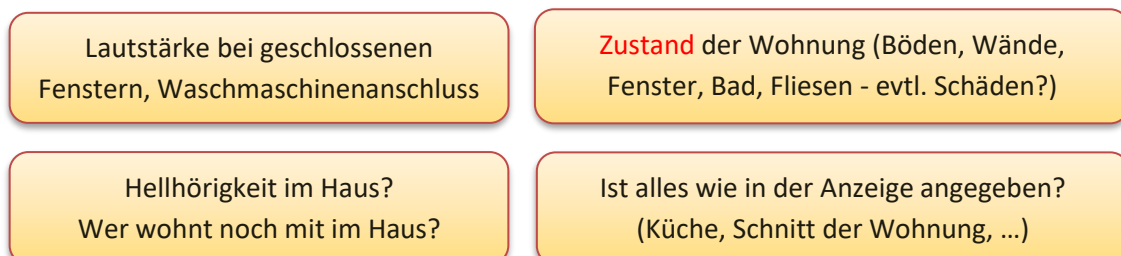 Lautstärke bei geschlossenen
Fenstern, Waschmaschinenanschluss
Zustand der Wohnung (Böden, Wände,
Fenster, Bad, Fliesen - evtl. Schäden?)
Hellhörigkeit im Haus?
Wer wohnt noch mit im Haus?
Ist alles wie in der Anzeige angegeben?
(Küche, Schnitt der Wohnung, ...)